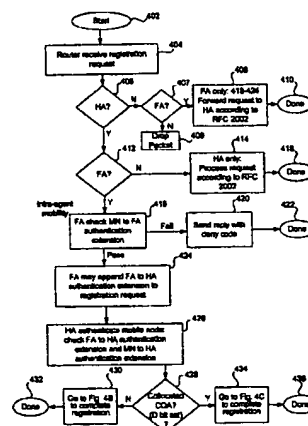 Start
402
404
Router receive registration
request
406
HA?
N
407
FA?
Y
408
FA only: 418-424
Forward request to
HA according to
RFC 2002
410
Done
N
Drop
Packet
409
Y
412
FA?
N
414
HA only:
Process request
according to RFC
2002
416
Done
Intra-agent
mobility
Y
418
FA check MN to FA
authentication
extension
Fail
420
Send reply with
deny code
422
Done
Pass
424
FA may append FA to HA
authentication extension to
registration request
426
HA authenticate mobile node:
check FA to HA authentication
extension and MN to HA
authentication extension
428
Collocated
COA?
(D bit set)
?
N
430
Go to Fig. 4B to
complete
registration
432
Done
Y
434
Go to Fig. 4C to
complete
registration
436
Done